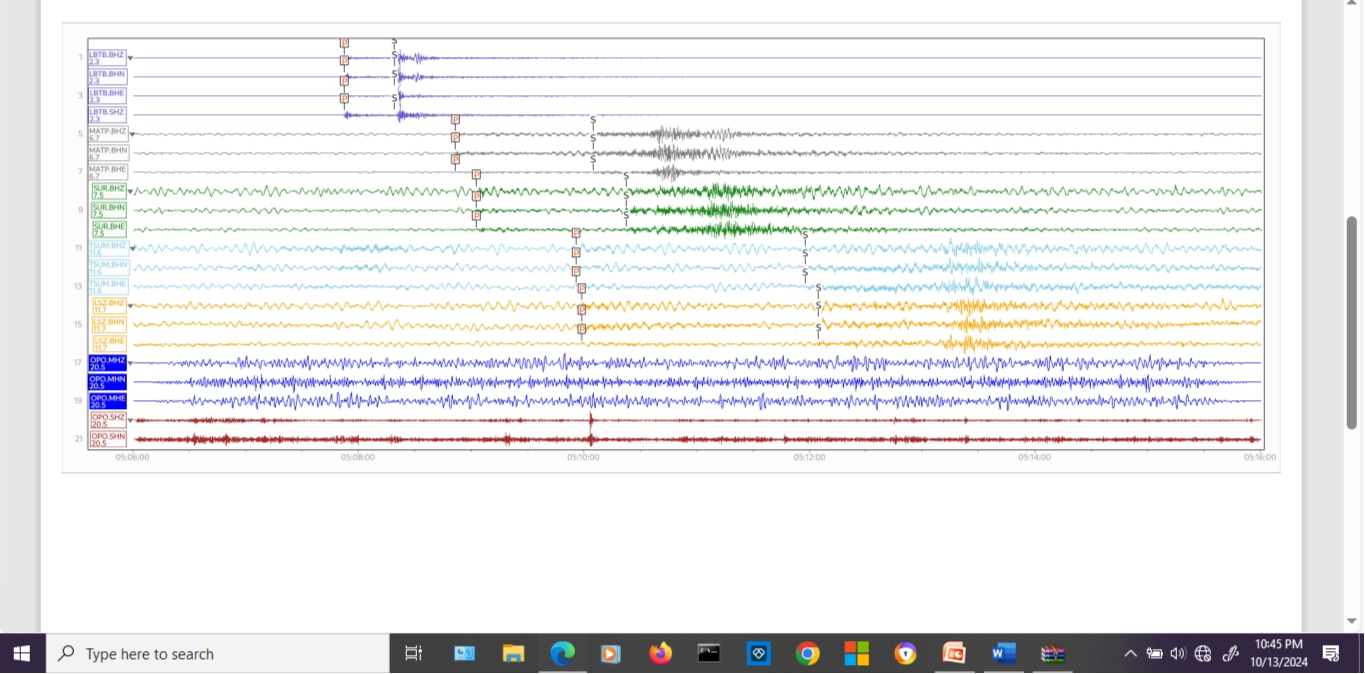 P S
1 LBTB.BHZ
2.3
P S
LBTB.BHN
2.3
P S
3 LBTB.BHE
2.3
P S
LBTB.SHZ
2.3
P S
5 MATP.BHZ
6.7
P S
MATP.BHN
6.7
P S
7 MATP.BHE
6.7
P S
SUR.BHZ
7.5
P S
9 SUR.BHN
7.5
P S
SUR.BHE
7.5
P S
11 TSUM.BHZ
11.6
P S
TSUM.BHN
11.6
P S
13 TSUM.BHE
11.6
P S
LSZ.BHZ
11.7
P S
15 LSZ.BHN
11.7
P S
LSZ.BHE
11.7
17 OPO.MHZ
20.5
OPO.MHN
20.5
19 OPO.MHE
20.5
OPO.SHZ
20.5
21 OPO.SHN
20.5
05:06:00 05:08:00 05:10:00 05:12:00 05:14:00 05:16:00
Type here to search
10:45 PM
10/13/2024